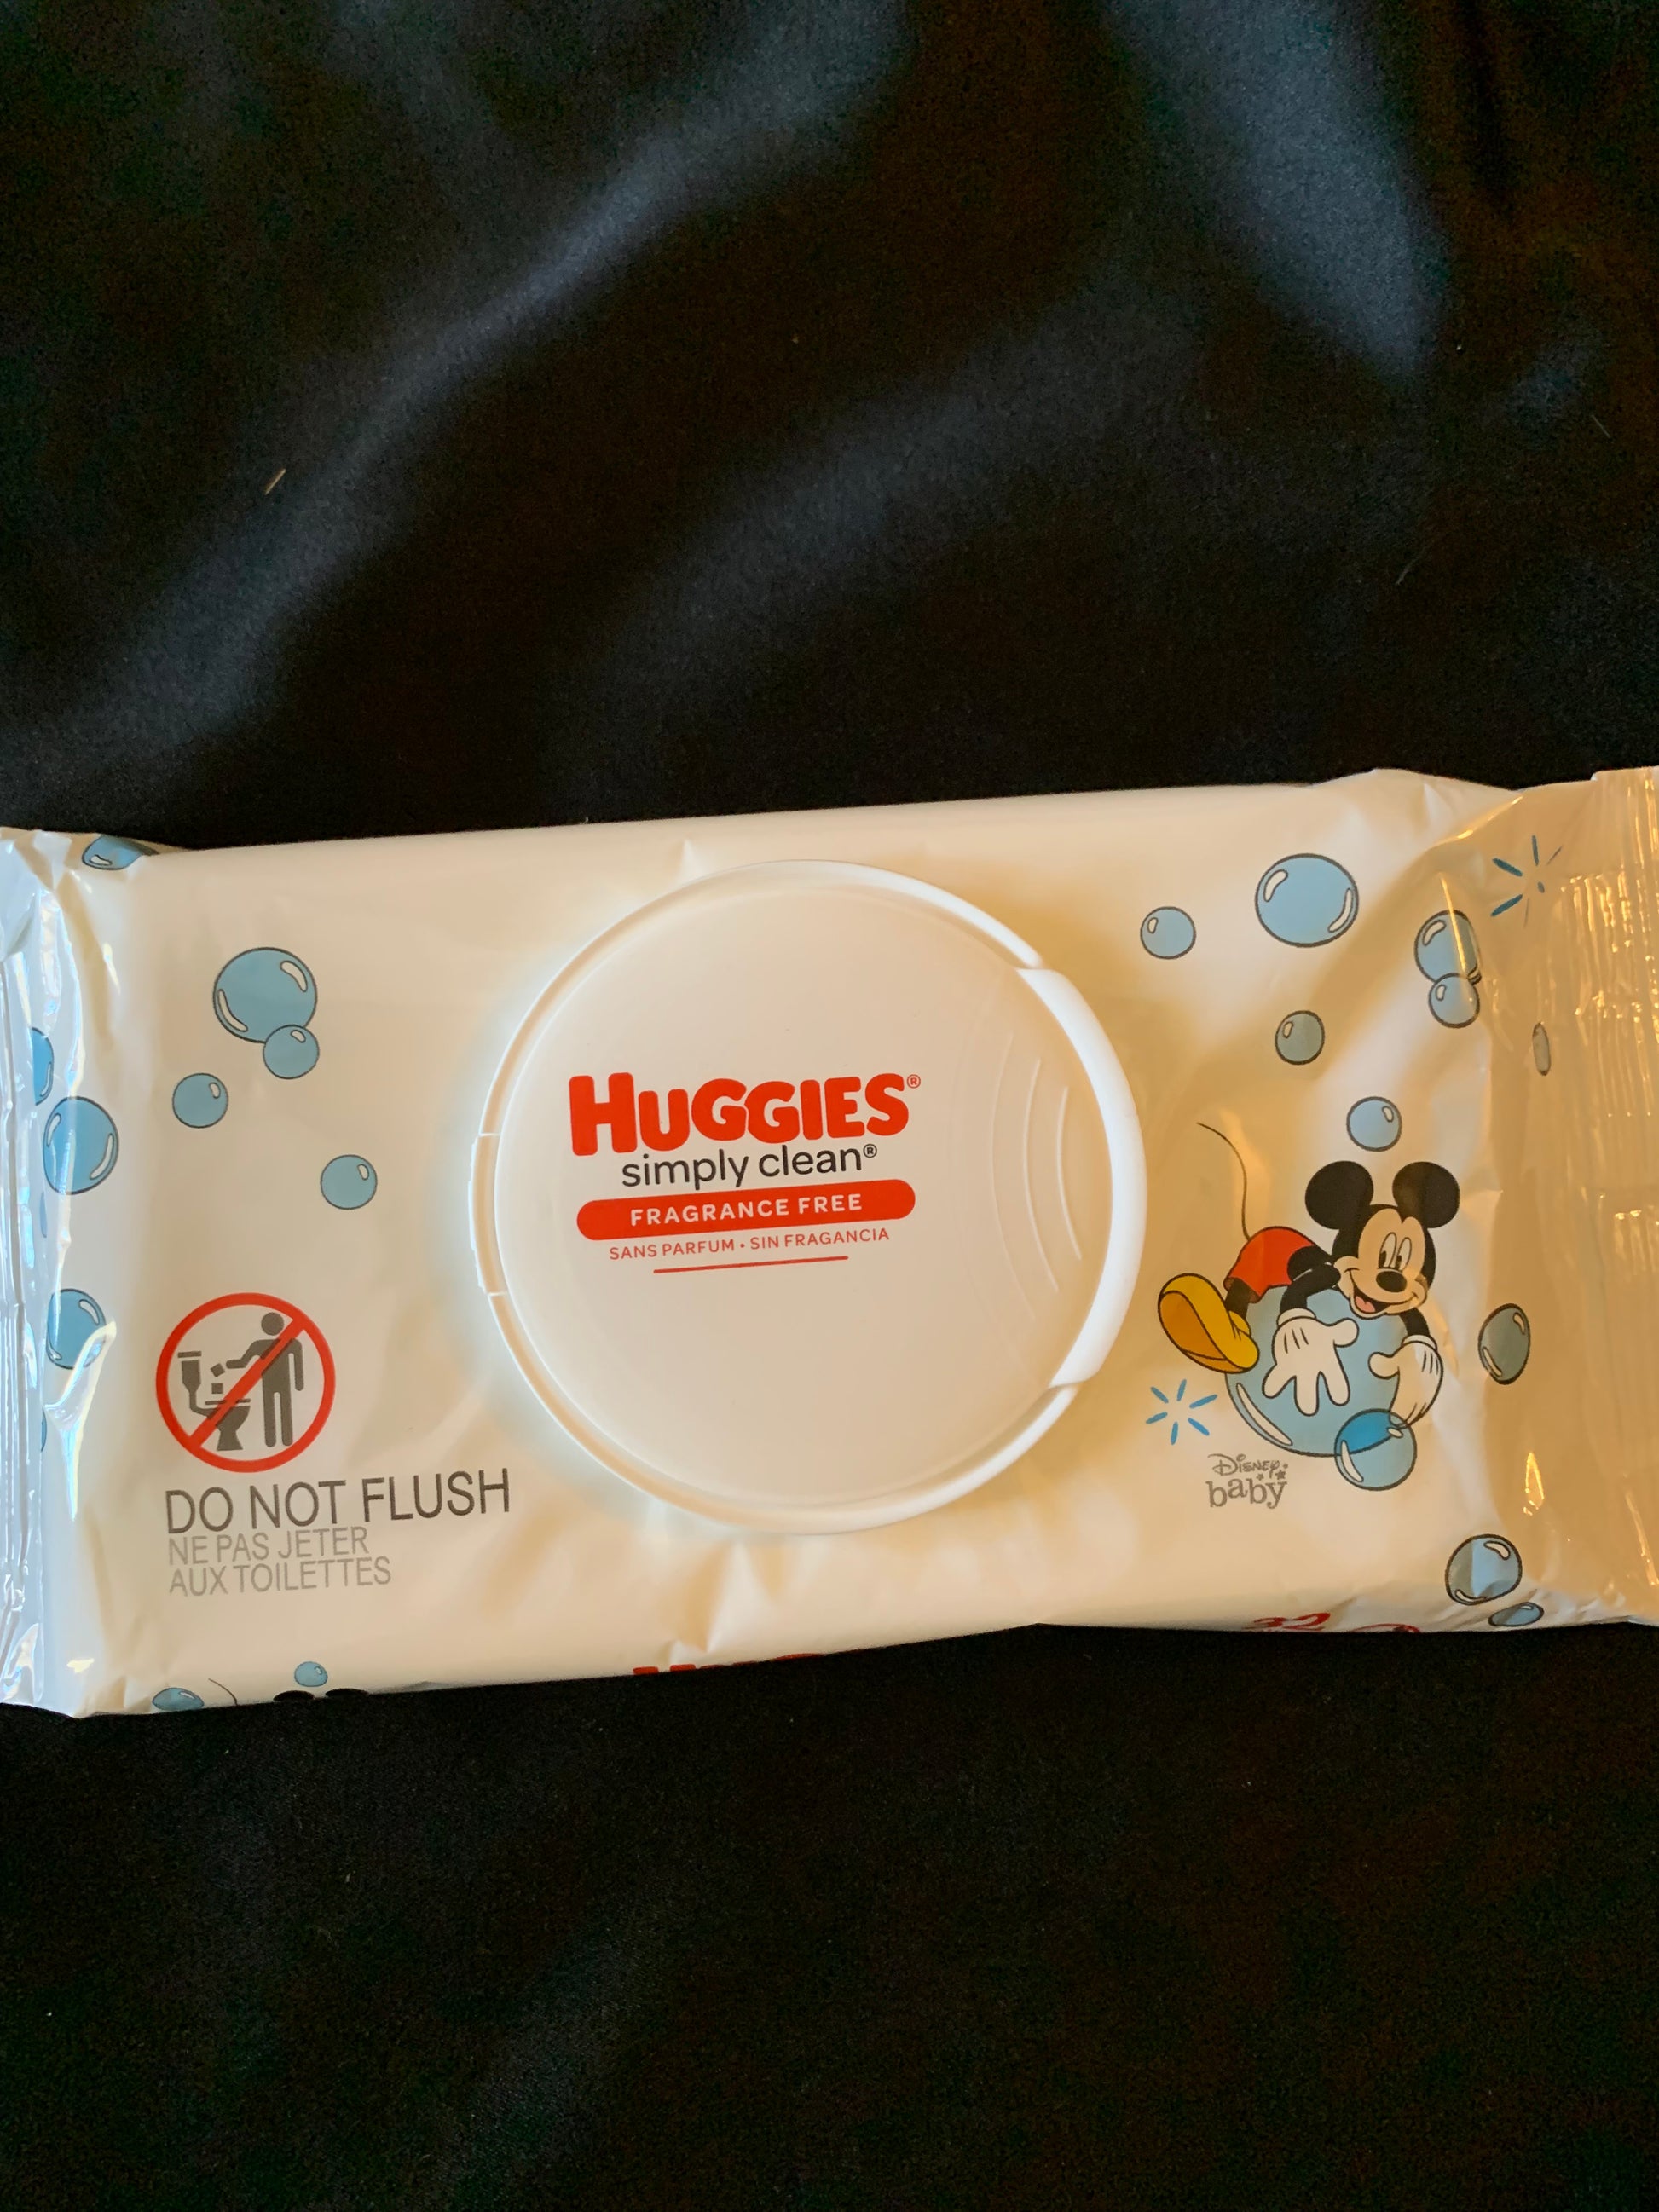 HUGGIES®
simply clean®
FRAGRANCE FREE
SANS PARFUM • SIN FRAGANCIA
DO NOT FLUSH
NE PAS JETER
AUX TOILETTES
Disney
baby